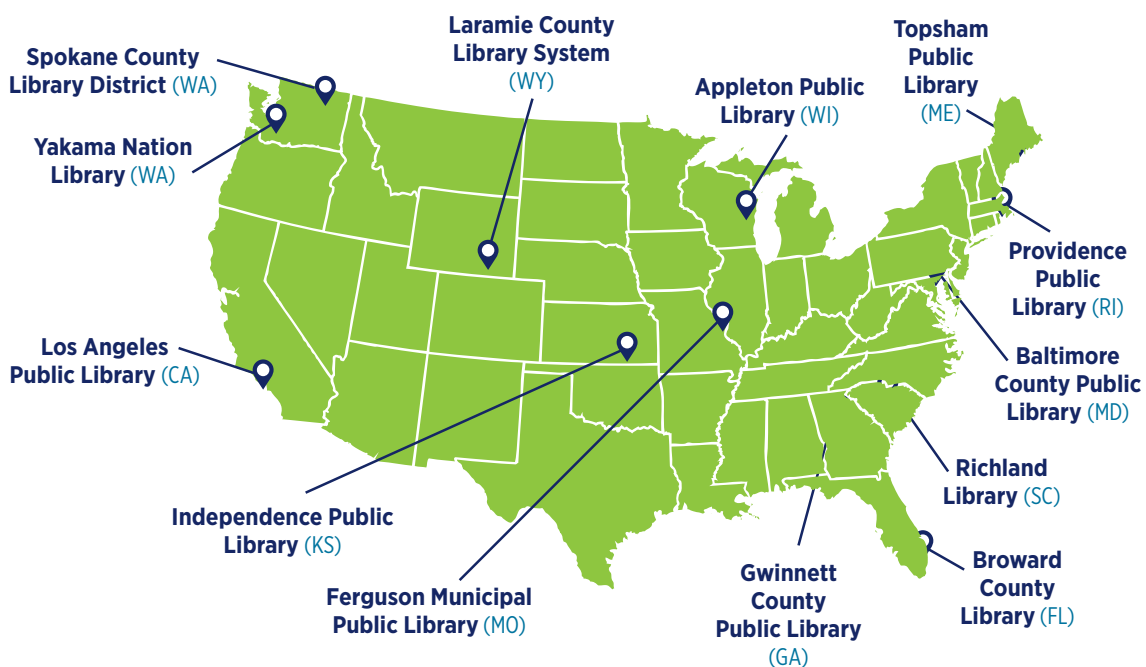 Laramie County
Library System
(WY)
Topsham
Public
Library
(ME)
Spokane County
Library District (WA)
Appleton Public
Library (WI)
Yakama Nation
Library (WA)
Providence
Public
Library (RI)
Los Angeles
Public Library (CA)
Baltimore
County Public
Library (MD)
Richland
Library (SC)
Independence Public
Library (KS)
Broward
County
Library (FL)
Gwinnett
County
Public Library
(GA)
Ferguson Municipal
Public Library (MO)